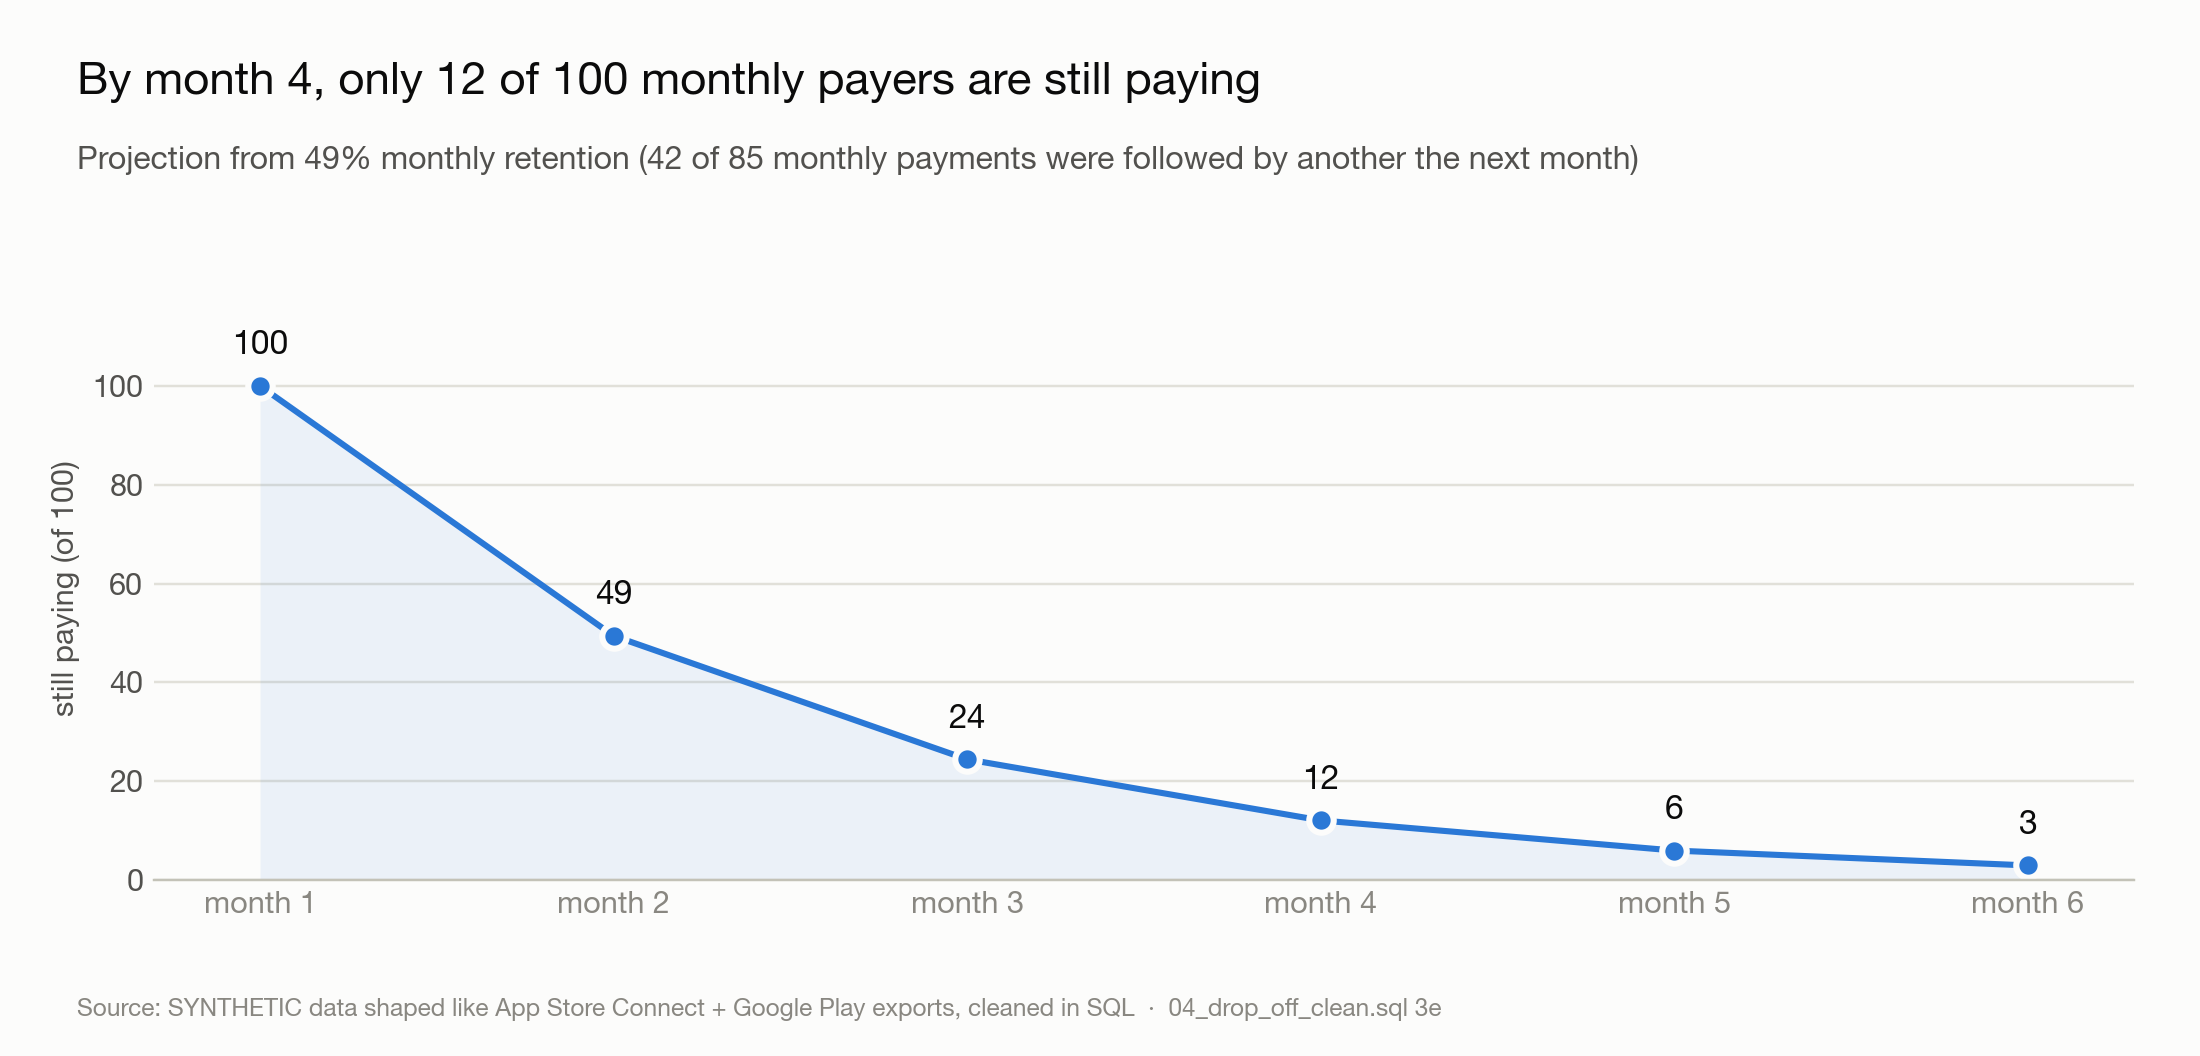 By month 4, only 12 of 100 monthly payers are still paying
Projection from 49% monthly retention (42 of 85 monthly payments were followed by another the next month)
still paying (of 100)
100
80
60
40
20
0
100
49
24
12
6
3
month 1
month 2
month 3
month 4
month 5
month 6
Source: SYNTHETIC data shaped like App Store Connect + Google Play exports, cleaned in SQL · 04_drop_off_clean.sql 3e